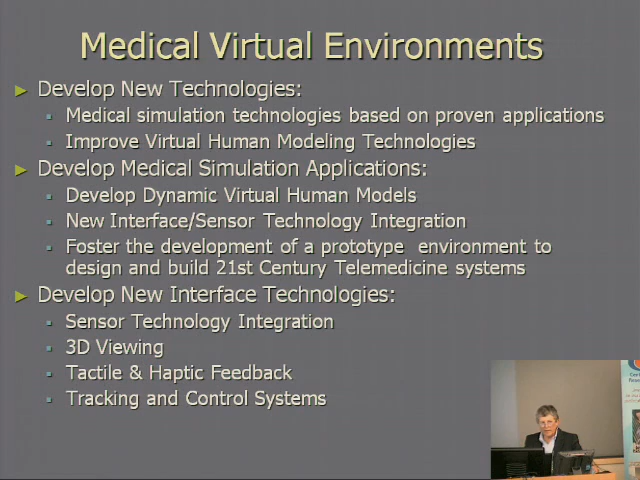 Medical Virtual Environments
Develop New Technologies:
Medical simulation technologies based on proven applications
Improve Virtual Human Modeling Technologies
Develop Medical Simulation Applications:
Develop Dynamic Virtual Human Models
New Interface/Sensor Technology Integration
Foster the development of a prototype environment to
design and build 21st Century Telemedicine systems
Develop New Interface Technologies:
Sensor Technology Integration
3D Viewing
Tactile & Haptic Feedback
Tracking and Control Systems